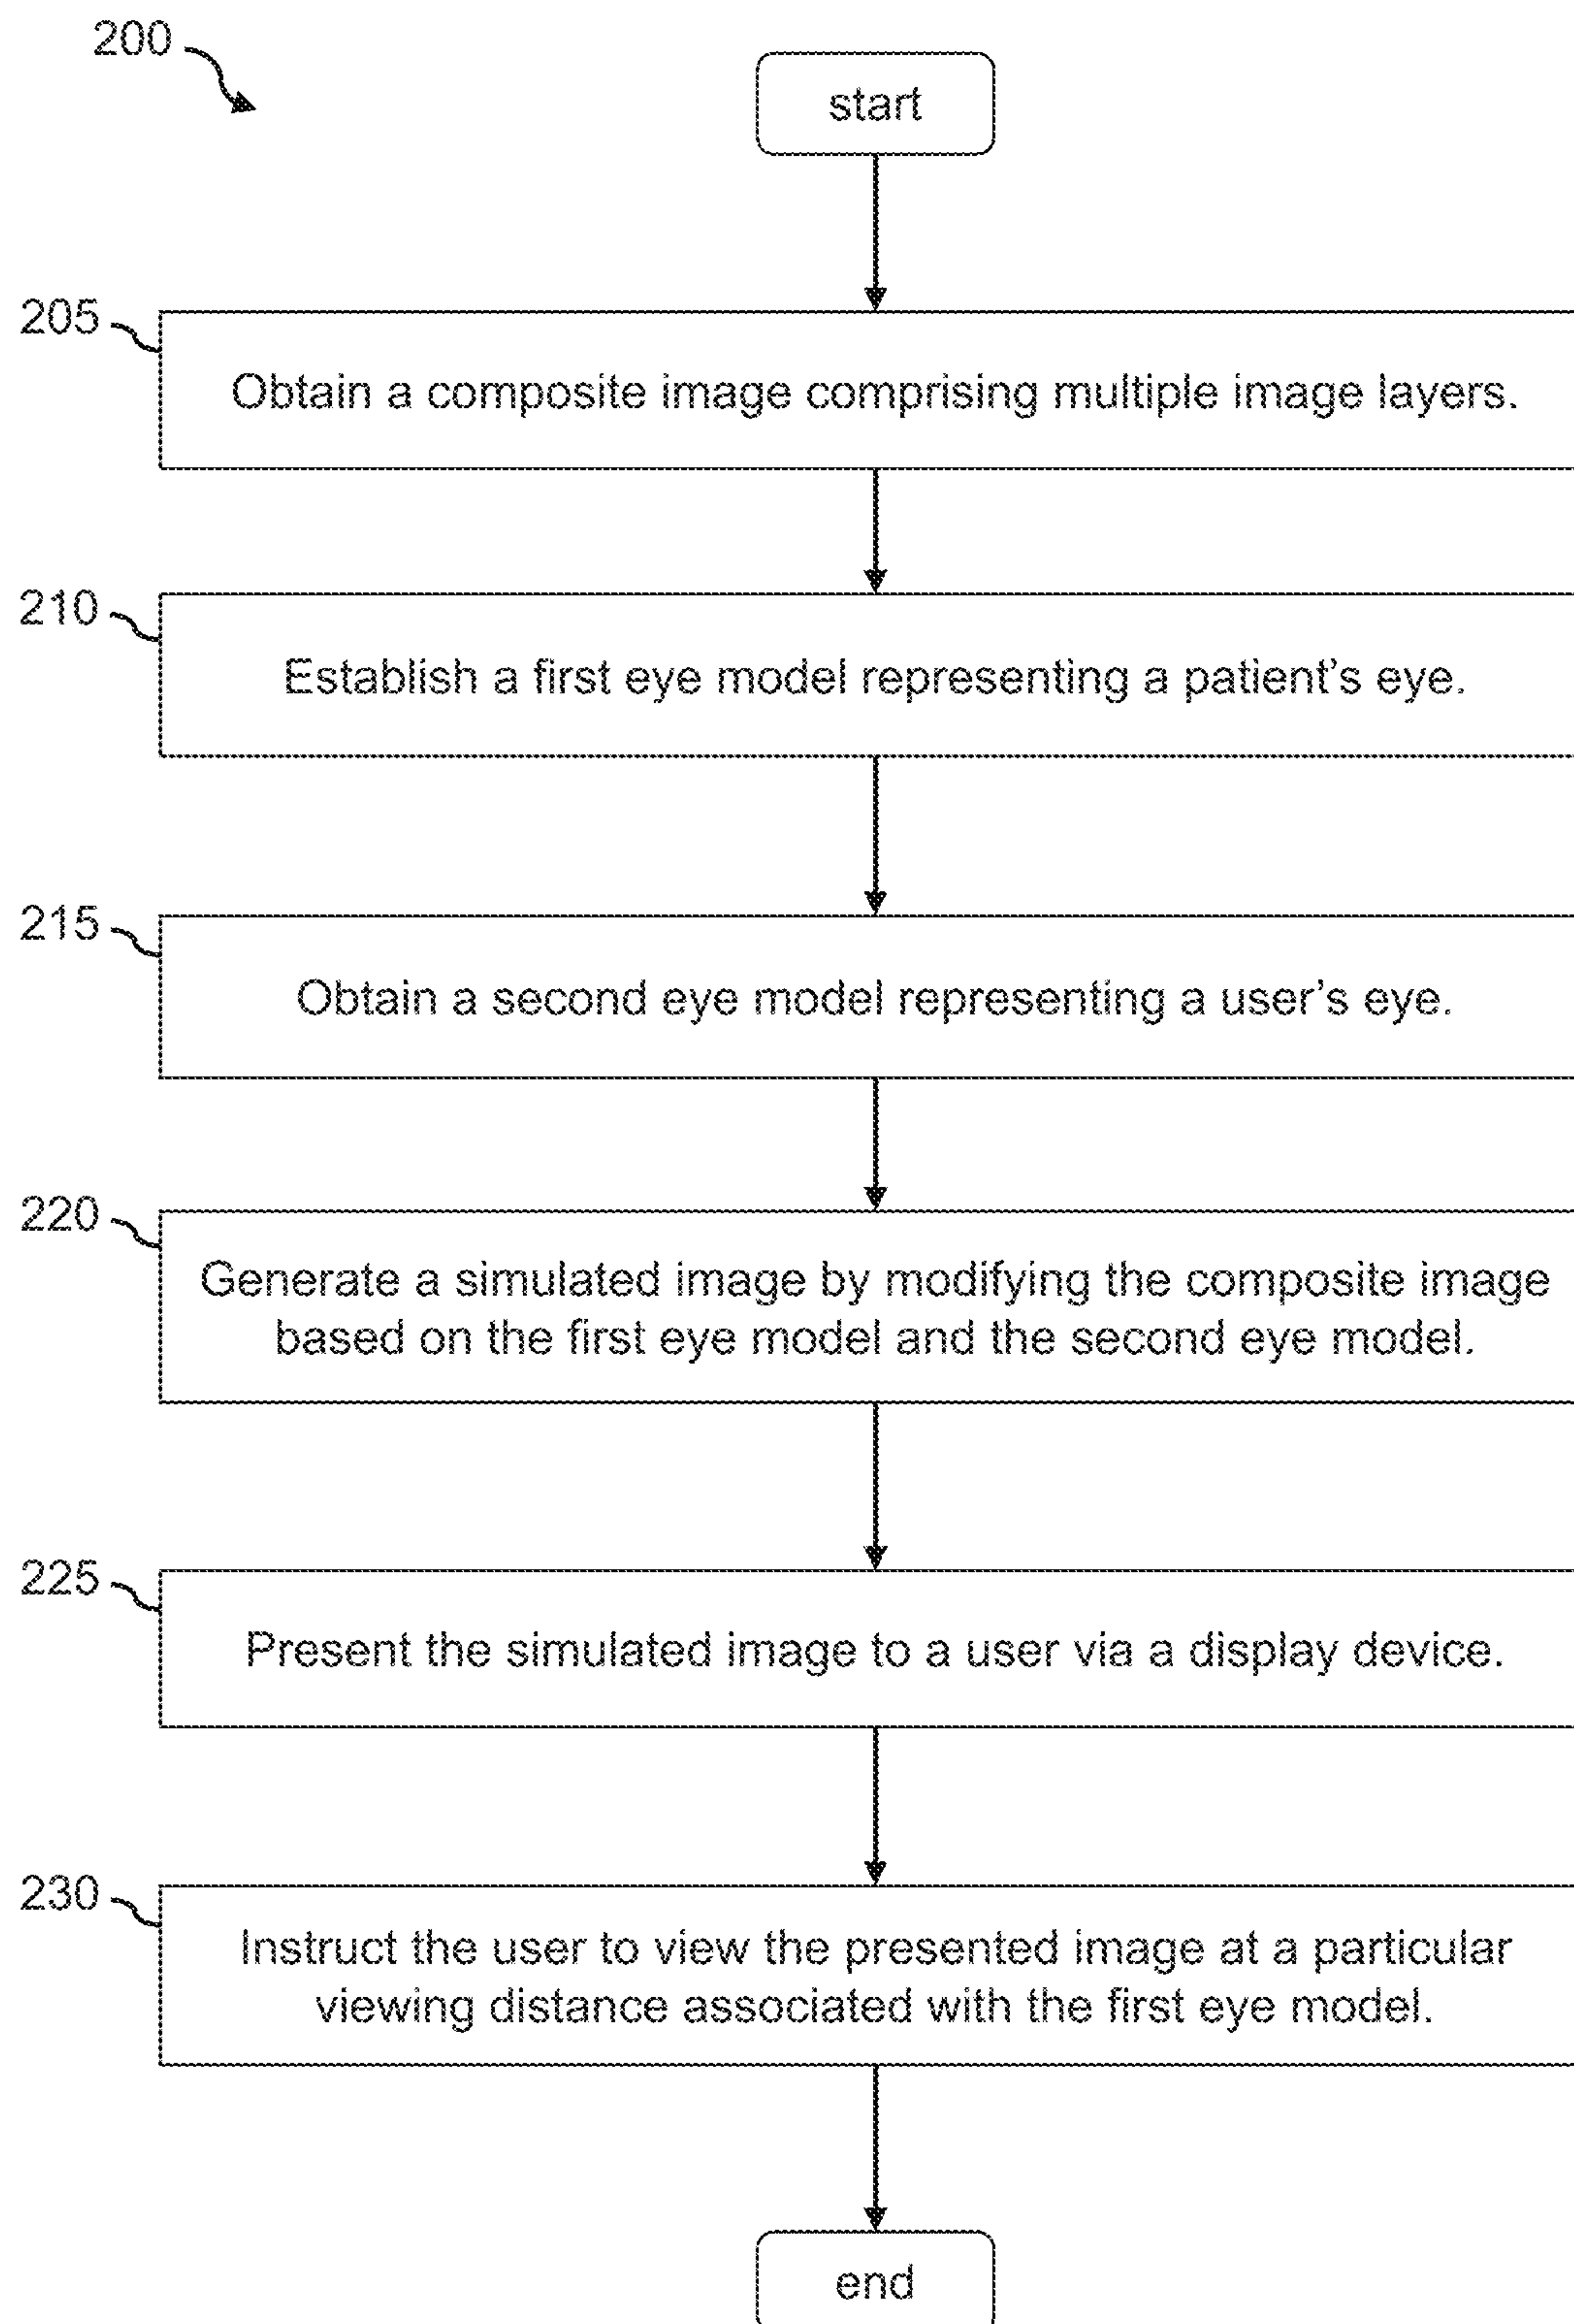 200
start
205
Obtain a composite image comprising multiple image layers.
210
Establish a first eye model representing a patient's eye.
215
Obtain a second eye model representing a user's eye.
220
Generate a simulated image by modifying the composite image
based on the first eye model and the second eye model.
225
Present the simulated image to a user via a display device.
230
Instruct the user to view the presented image at a particular
viewing distance associated with the first eye model.
end